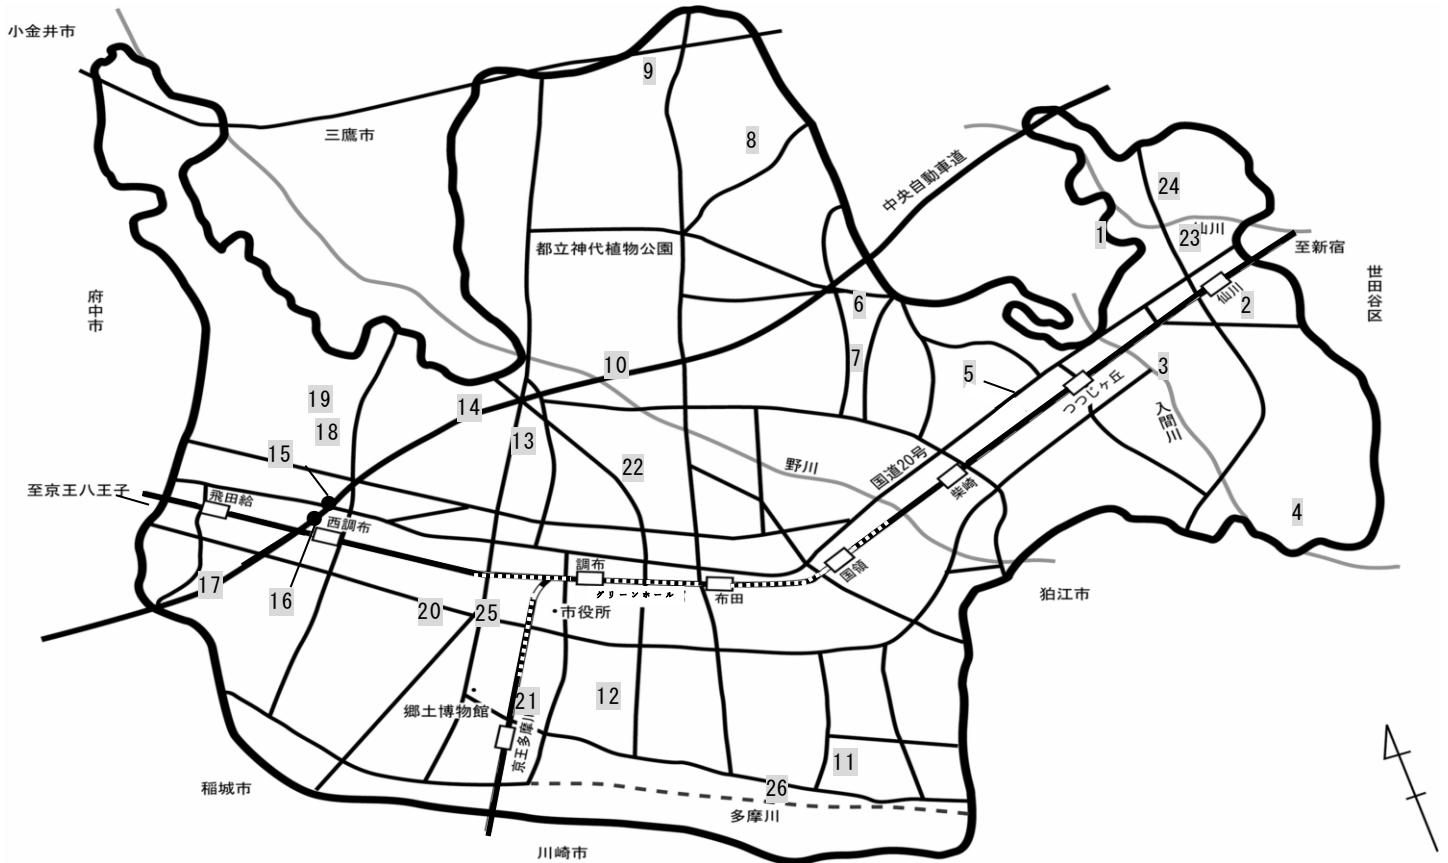 小金井市
9
三鷹市
8
中央自動車道
24
1
23
仙川
至新宿
都立神代植物公園
世田谷区
府中市
6
仙川
2
7
10
5
3
つつじヶ丘
19
14
入間川
18
13
15
22
野川
国道20号
至京王八王子
飛田給
柴崎
4
西調布
調布
国領
17
16
グリーンホール
布田
狛江市
20
25
・市役所
21
12
郷土博物館
京王多摩川
11
稲城市
26
多摩川
川崎市